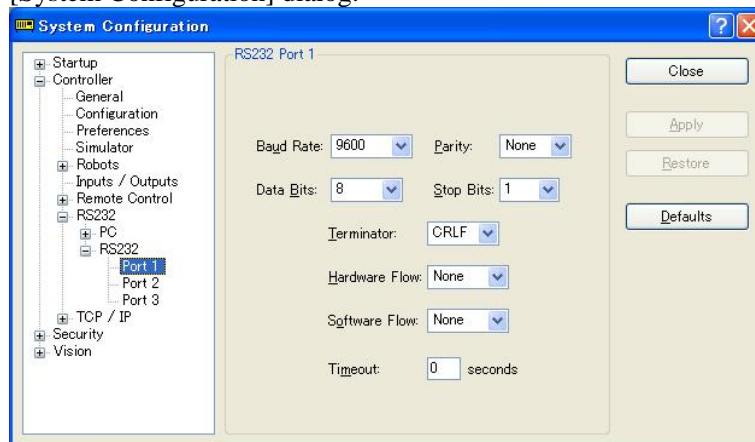 [System Configuration] dialog.
System Configuration
Startup
Controller
General
Configuration
Preferences
Simulator
Robots
Inputs / Outputs
Remote Control
RS232
PC
RS232
Port 1
Port 2
Port 3
TCP / IP
Security
Vision
RS232 Port 1
Baud Rate: 9600 Parity: None
Data Bits: 8 Stop Bits: 1
Terminator: CRLF
Hardware Flow: None
Software Flow: None
Timeout: 0 seconds
Close
Apply
Restore
Defaults